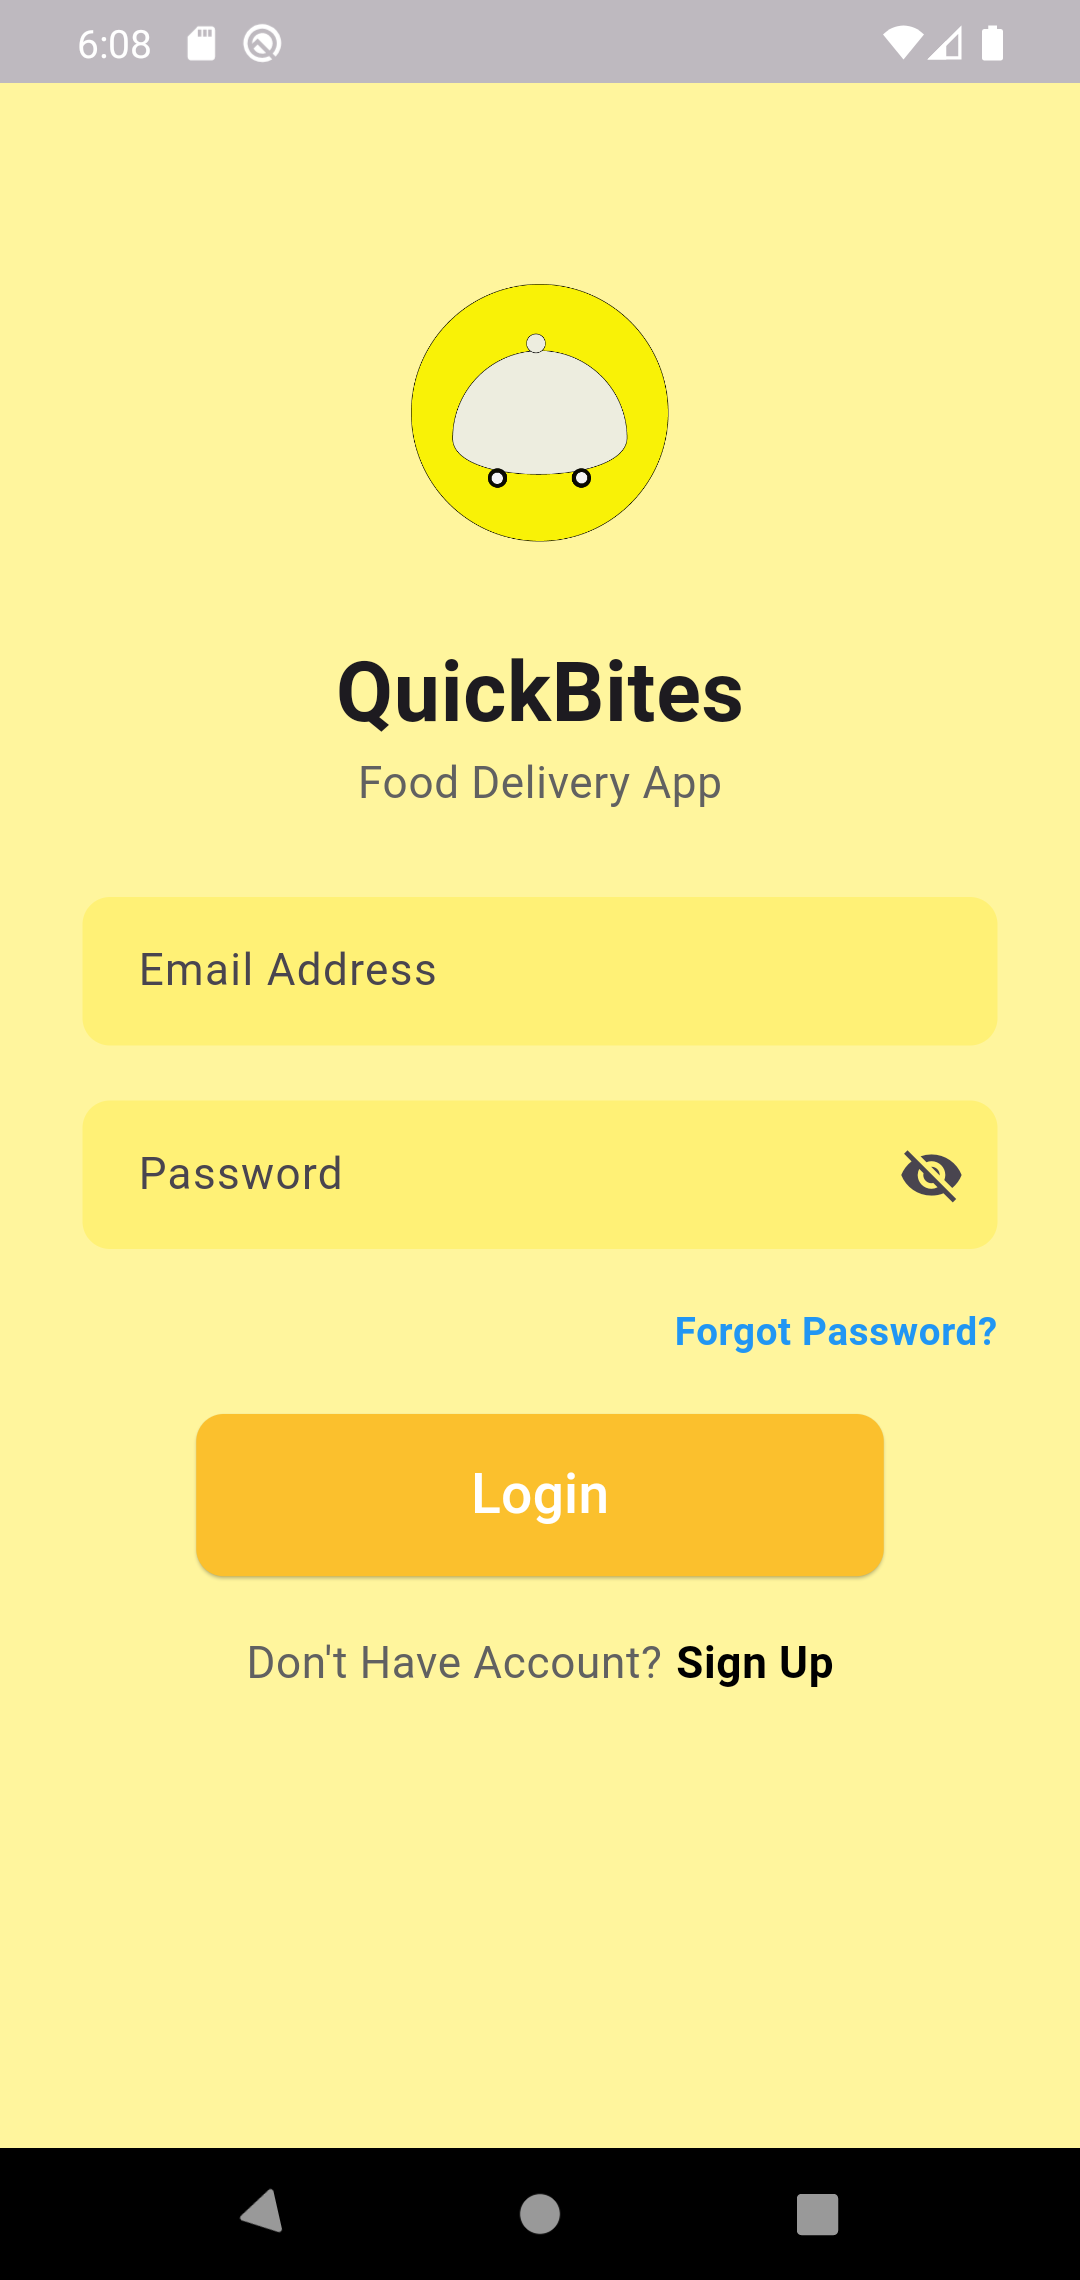 6:08
QuickBites
Food Delivery App
Email Address
Password
Forgot Password?
Login
Don't Have Account? Sign Up